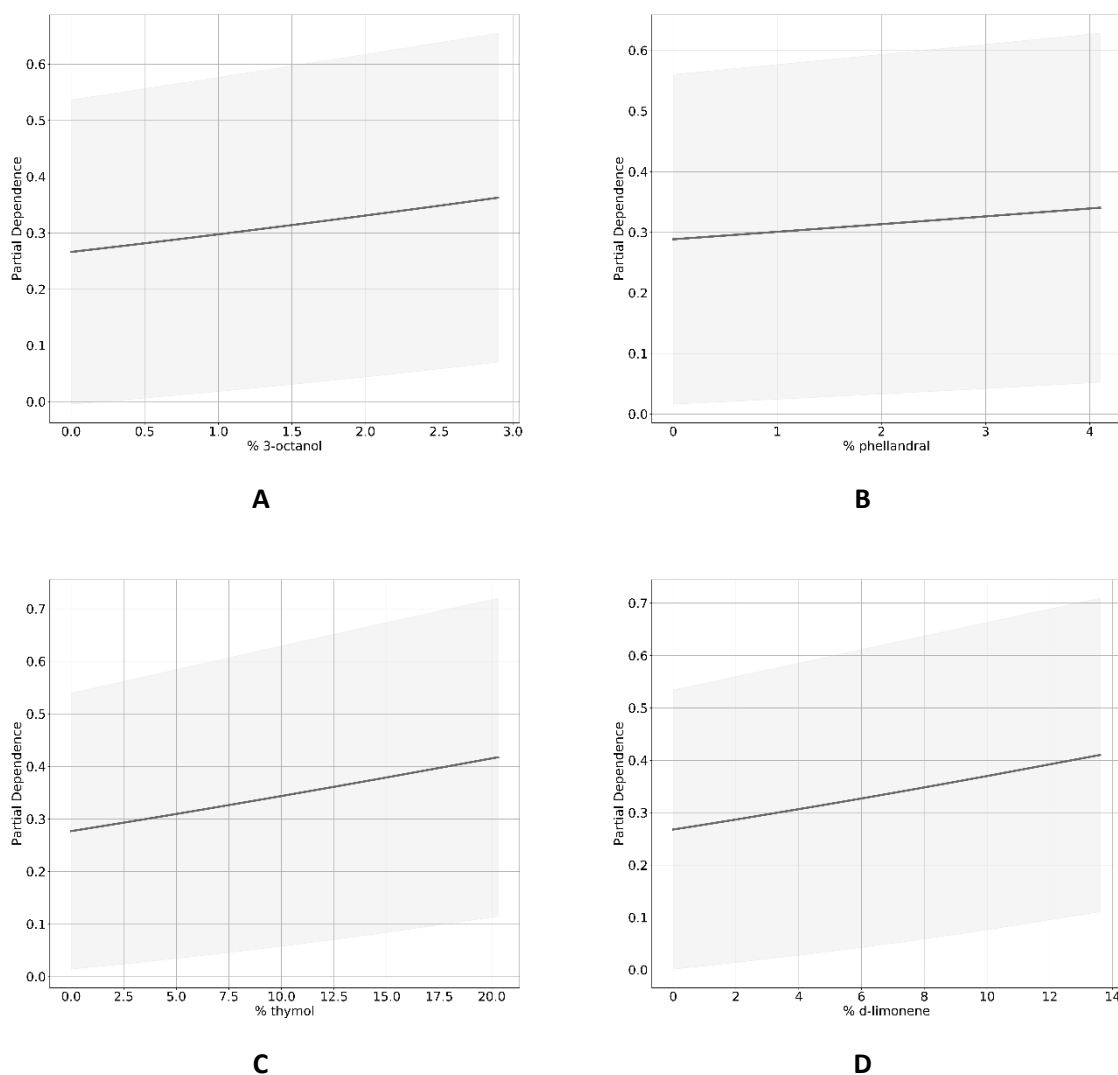 Partial Dependence
0.6
0.5
0.4
0.3
0.2
0.1
0.0
0.0 0.5 1.0 1.5 2.0 2.5 3.0
% 3-octanol
A
Partial Dependence
0.6
0.5
0.4
0.3
0.2
0.1
0.0
0 1 2 3 4
% phellandral
B
Partial Dependence
0.7
0.6
0.5
0.4
0.3
0.2
0.1
0.0
0.0 2.5 5.0 7.5 10.0 12.5 15.0 17.5 20.0
% thymol
C
Partial Dependence
0.7
0.6
0.5
0.4
0.3
0.2
0.1
0.0
0 2 4 6 8 10 12 14
% d-limonene
D